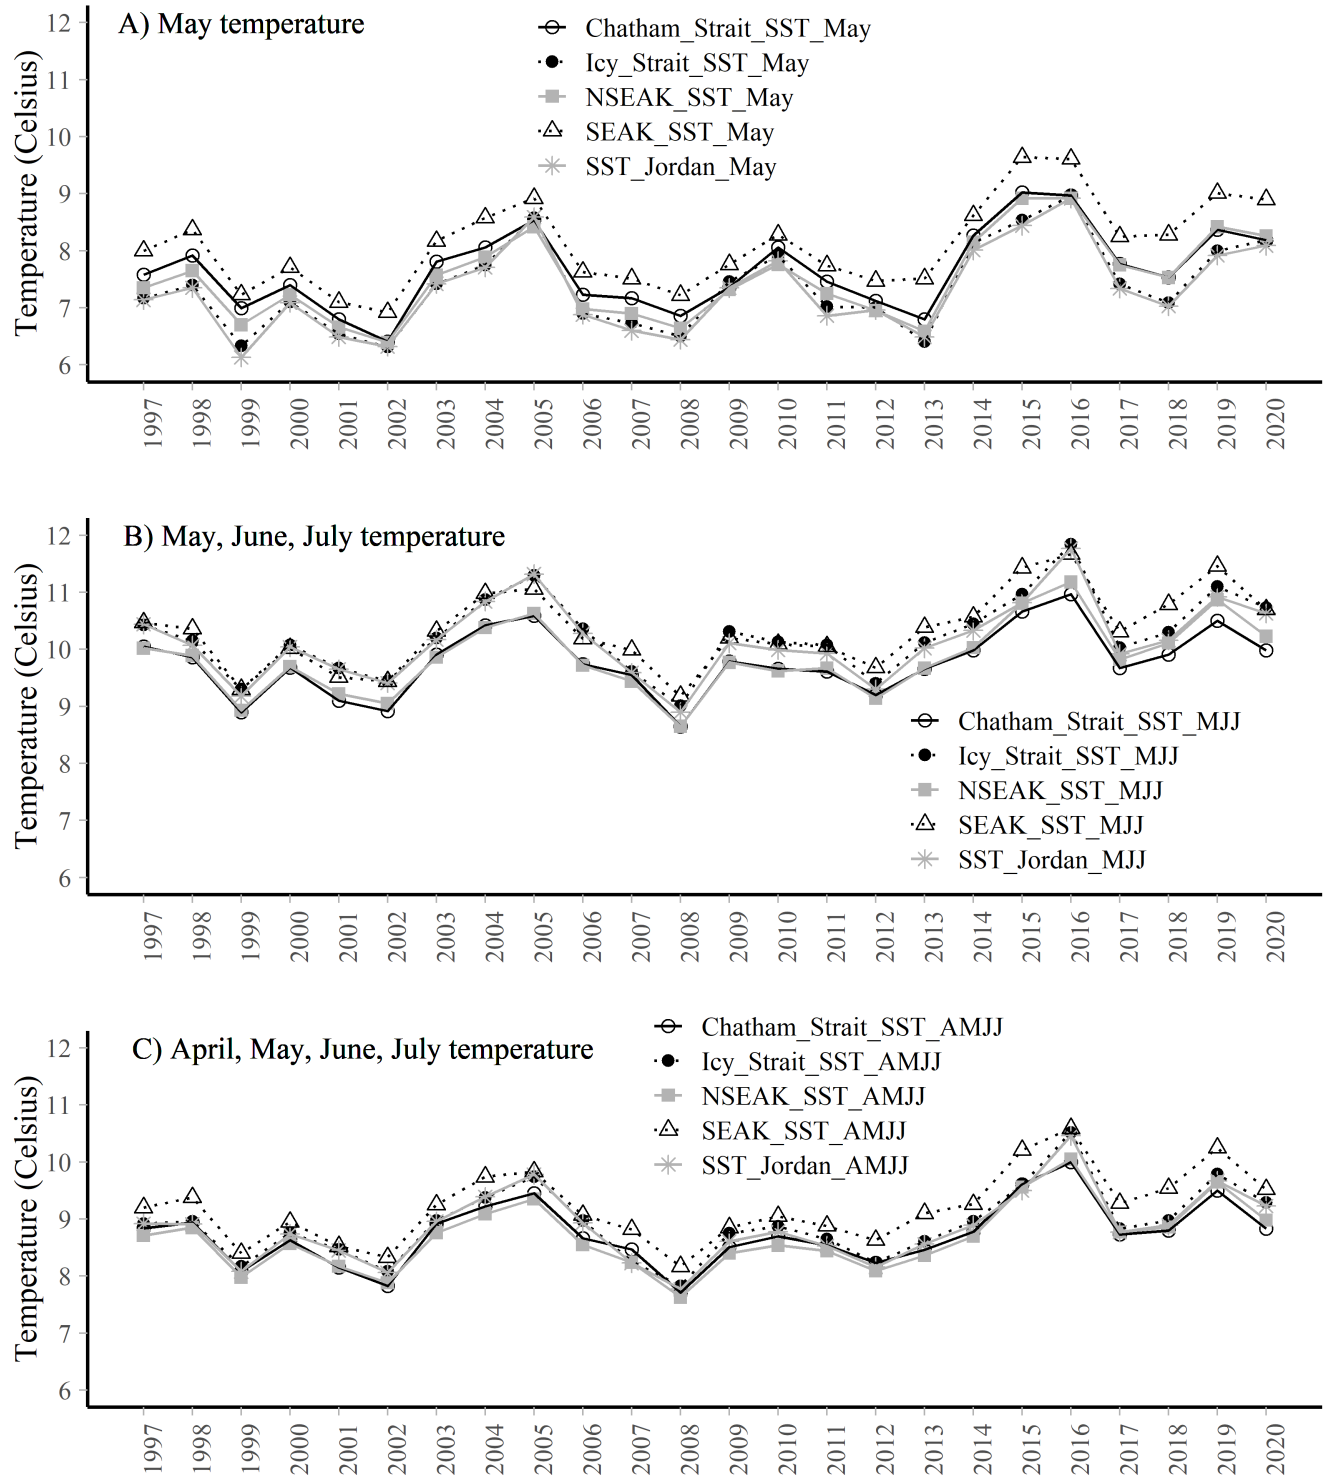 A) May temperature
Chatham_Strait_SST_May
Icy_Strait_SST_May
NSEAK_SST_May
SEAK_SST_May
SST_Jordan_May
Temperature (Celsius)
12
11
10
9
8
7
6
1997 1998 1999 2000 2001 2002 2003 2004 2005 2006 2007 2008 2009 2010 2011 2012 2013 2014 2015 2016 2017 2018 2019 2020
B) May, June, July temperature
Temperature (Celsius)
12
11
10
9
8
7
6
Chatham_Strait_SST_MJJ
Icy_Strait_SST_MJJ
NSEAK_SST_MJJ
SEAK_SST_MJJ
SST_Jordan_MJJ
1997 1998 1999 2000 2001 2002 2003 2004 2005 2006 2007 2008 2009 2010 2011 2012 2013 2014 2015 2016 2017 2018 2019 2020
C) April, May, June, July temperature
Chatham_Strait_SST_AMJJ
Icy_Strait_SST_AMJJ
NSEAK_SST_AMJJ
SEAK_SST_AMJJ
SST_Jordan_AMJJ
Temperature (Celsius)
12
11
10
9
8
7
6
1997 1998 1999 2000 2001 2002 2003 2004 2005 2006 2007 2008 2009 2010 2011 2012 2013 2014 2015 2016 2017 2018 2019 2020